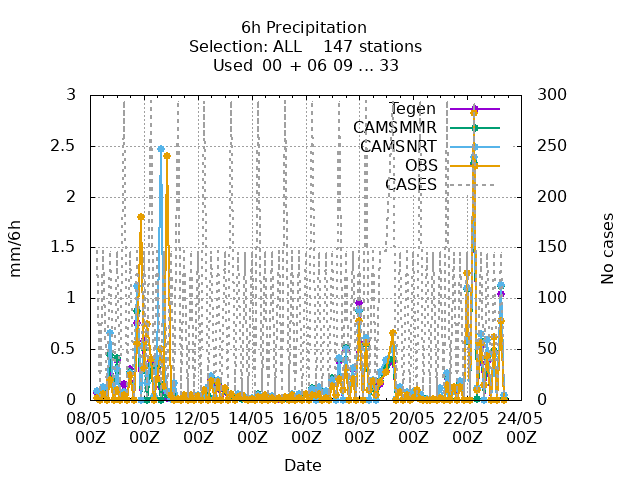 6h Precipitation
Selection: ALL 147 stations
Used 00 + 06 09 ... 33
3
2.5
2
1.5
1
0.5
0
mm/6h
300
250
200
150
100
50
0
No cases
Tegen
CAMSMMR
CAMSNRT
OBS
CASES
08/05 10/05 12/05 14/05 16/05 18/05 20/05 22/05 24/05
00Z 00Z 00Z 00Z 00Z 00Z 00Z 00Z 00Z
Date